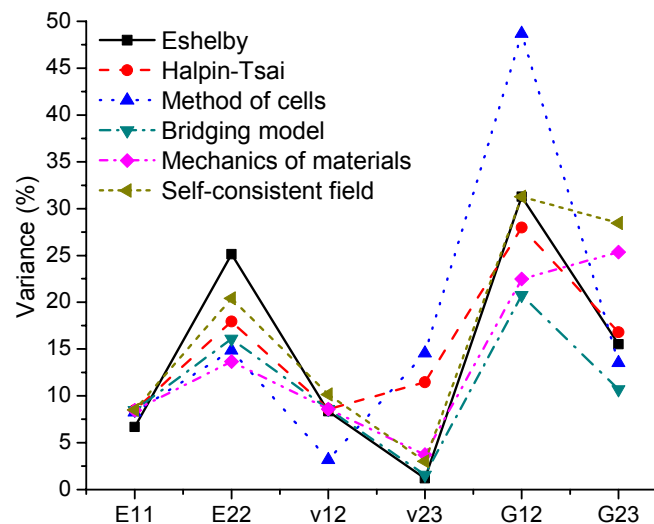 50
45
40
35
30
25
20
15
10
5
0
Variance (%)
Eshelby
Halpin-Tsai
Method of cells
Bridging model
Mechanics of materials
Self-consistent field
E11 E22 v12 v23 G12 G23